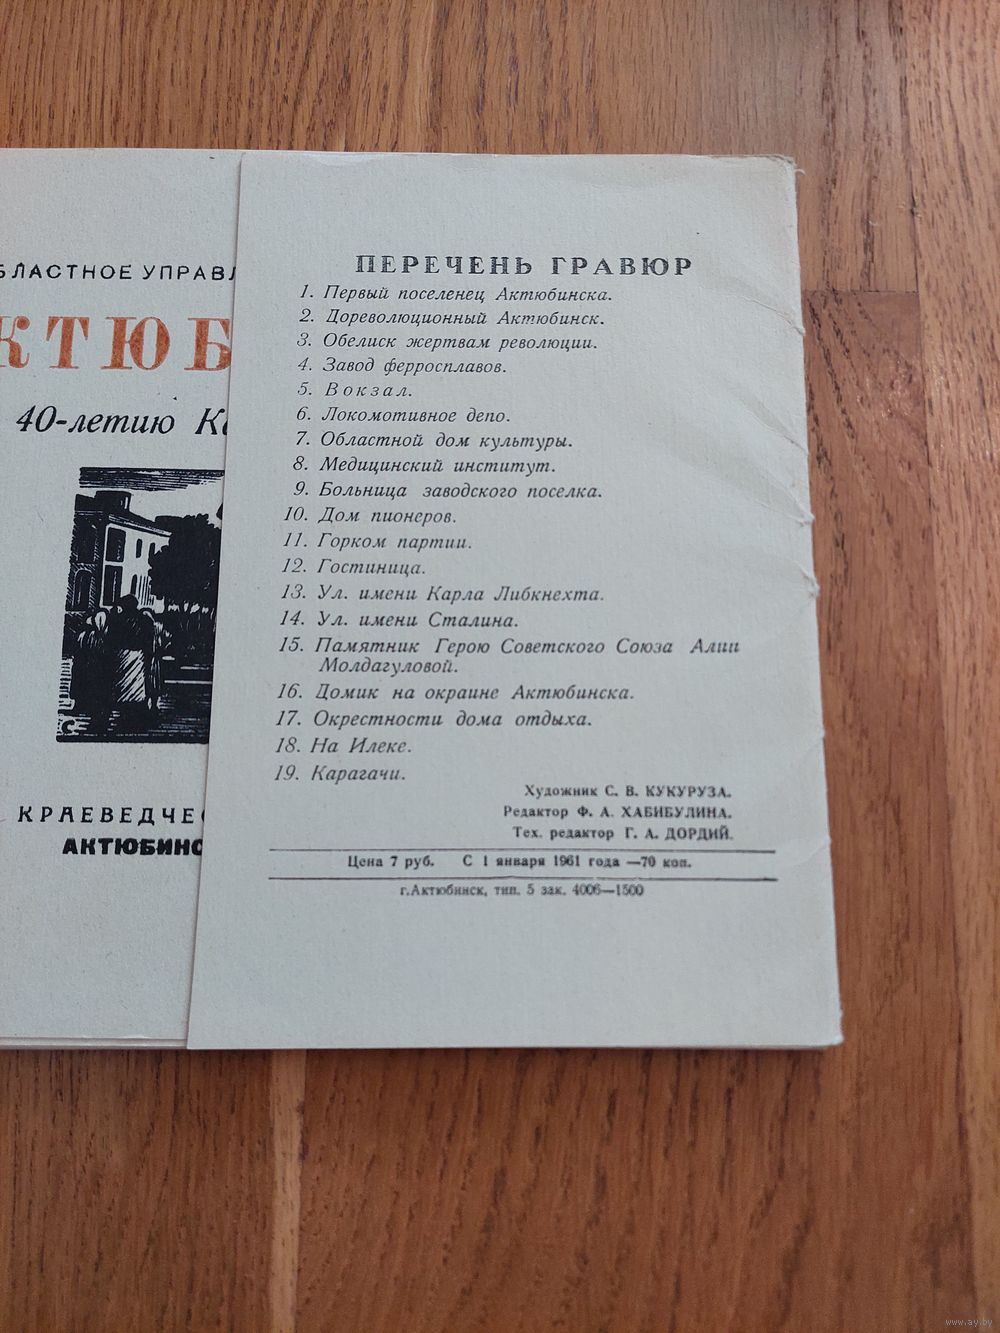 БЛАСТНОЕ УПРАВЛ
КТЮБ
40-летию Ка
КРАЕВЕДЧЕС
АКТЮБИНС
ПЕРЕЧЕНЬ ГРАВЮР
1. Первый поселенец Актюбинска.
2. Дореволюционный Актюбинск.
3. Обелиск жертвам революции.
4. Завод ферросплавов.
5. Вокзал.
6. Локомотивное депо.
7. Областной дом культуры.
8. Медицинский институт.
9. Больница заводского поселка.
10. Дом пионеров.
11. Горком партии.
12. Гостиница.
13. Ул. имени Карла Либкнехта.
14. Ул. имени Сталина.
15. Памятник Герою Советского Союза Алии
Молдагуловой.
16. Домик на окраине Актюбинска.
17. Окрестности дома отдыха.
18. На Илеке.
19. Карагачи.
Художник С. В. КУКУРУЗА.
Редактор Ф. А. ХАБИБУЛИНА.
Тех. редактор Г. А. ДОРДИЙ.
Цена 7 руб. С 1 января 1961 года —70 коп.
г.Актюбинск, тип. 5 зак. 4006—1500
www.ay.by